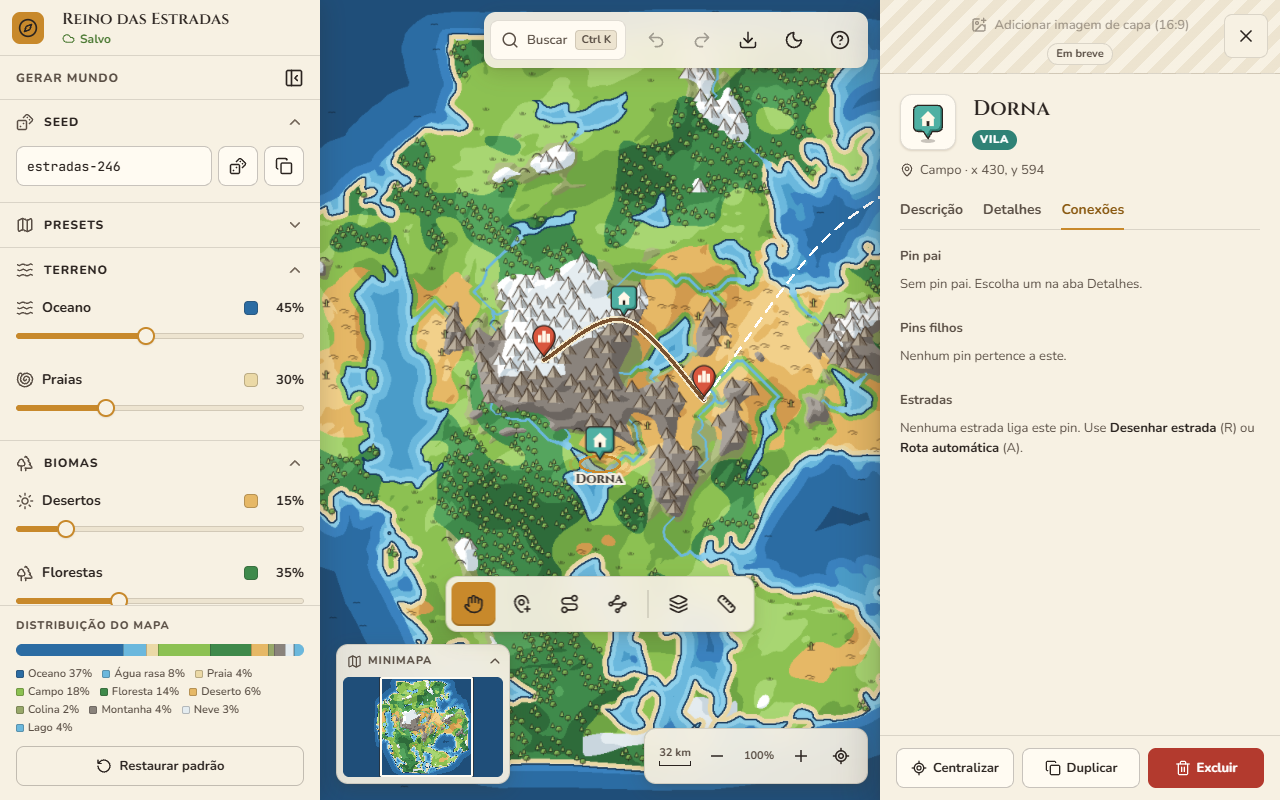 Reino das Estradas
Salvo
GERAR MUNDO
SEED
estradas-246
PRESETS
TERRENO
Oceano 45%
Praias 30%
BIOMAS
Desertos 15%
Florestas 35%
DISTRIBUIÇÃO DO MAPA
Oceano 37% Água rasa 8% Praia 4%
Campo 18% Floresta 14% Deserto 6%
Colina 2% Montanha 4% Neve 3%
Lago 4%
Restaurar padrão
Buscar Ctrl K
Dorna
MINIMAPA
32 km
100%
Adicionar imagem de capa (16:9)
Em breve
Dorna
VILA
Campo · x 430, y 594
Descrição Detalhes Conexões
Pin pai
Sem pin pai. Escolha um na aba Detalhes.
Pins filhos
Nenhum pin pertence a este.
Estradas
Nenhuma estrada liga este pin. Use Desenhar estrada (R) ou
Rota automática (A).
Centralizar
Duplicar
Excluir